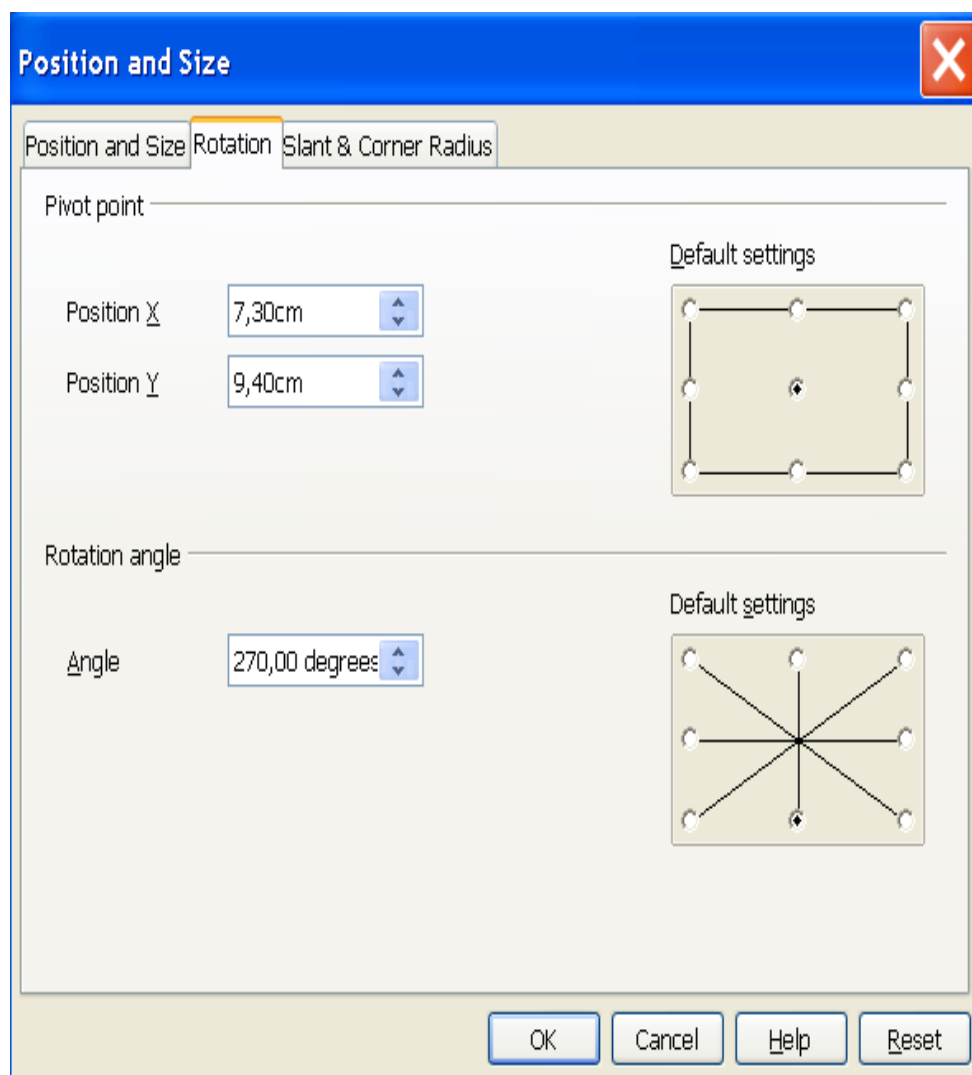 Position and Size
Position and Size Rotation Slant & Corner Radius
Pivot point
Default settings
Position X 7,30cm
Position Y 9,40cm
Rotation angle
Default settings
Angle 270,00 degrees
OK Cancel Help Reset